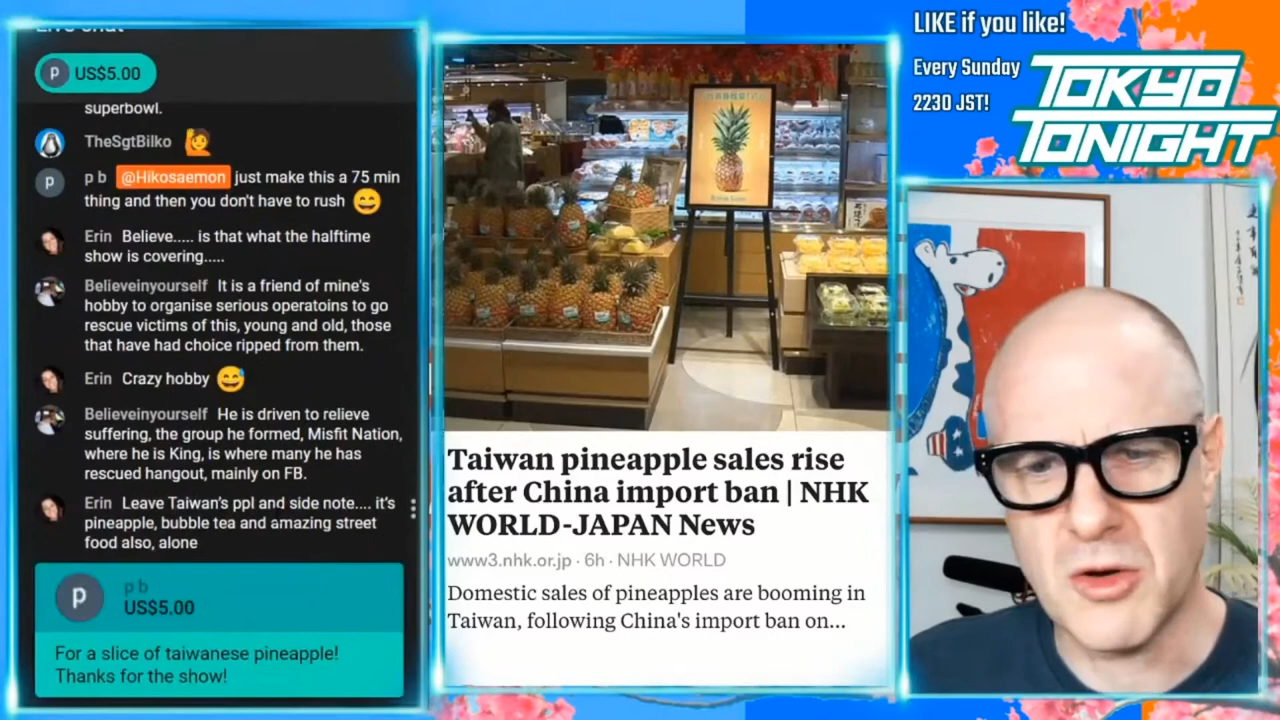 Live chat
P US$5.00
superbowl.
TheSgtBilko 🙋
p b @Hikosaemon just make this a 75 min
thing and then you don't have to rush 😄
Erin Believe..... is that what the halftime
show is covering.....
Believeinyourself It is a friend of mine's
hobby to organise serious operatoins to go
rescue victims of this, young and old, those
that have had choice ripped from them.
Erin Crazy hobby 😅
Believeinyourself He is driven to relieve
suffering, the group he formed, Misfit Nation,
where he is King, is where many he has
rescued hangout, mainly on FB.
Erin Leave Taiwan's ppl and side note.... it's
pineapple, bubble tea and amazing street
food also, alone
p b
US$5.00
For a slice of taiwanese pineapple!
Thanks for the show!
Taiwan pineapple sales rise
after China import ban | NHK
WORLD-JAPAN News
www3.nhk.or.jp · 6h · NHK WORLD
Domestic sales of pineapples are booming in
Taiwan, following China's import ban on...
LIKE if you like!
Every Sunday
2230 JST!
TOKYO
TONIGHT